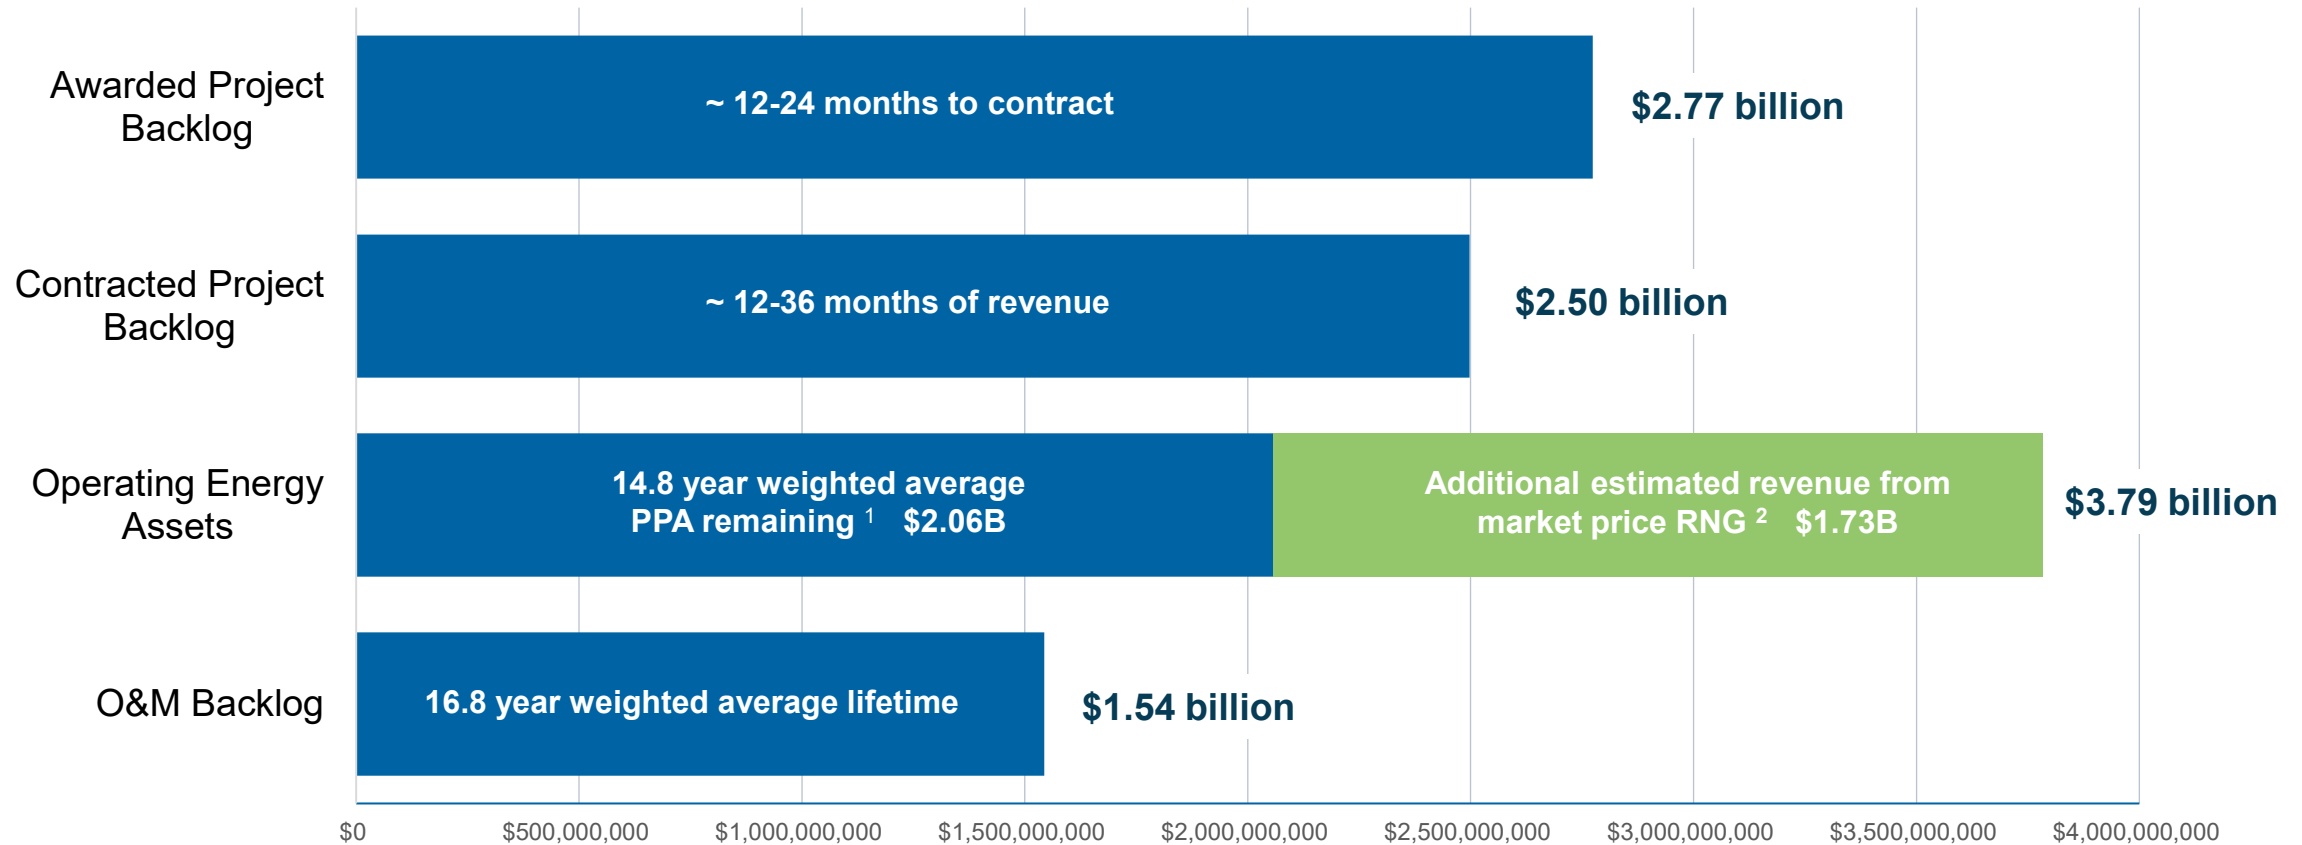 Awarded Project
Backlog
~ 12-24 months to contract
$2.77 billion
Contracted Project
Backlog
~ 12-36 months of revenue
$2.50 billion
Operating Energy
Assets
14.8 year weighted average
PPA remaining 1 $2.06B
Additional estimated revenue from
market price RNG 2 $1.73B
$3.79 billion
O&M Backlog
16.8 year weighted average lifetime
$1.54 billion
$0 $500,000,000 $1,000,000,000 $1,500,000,000 $2,000,000,000 $2,500,000,000 $3,000,000,000 $3,500,000,000 $4,000,000,000